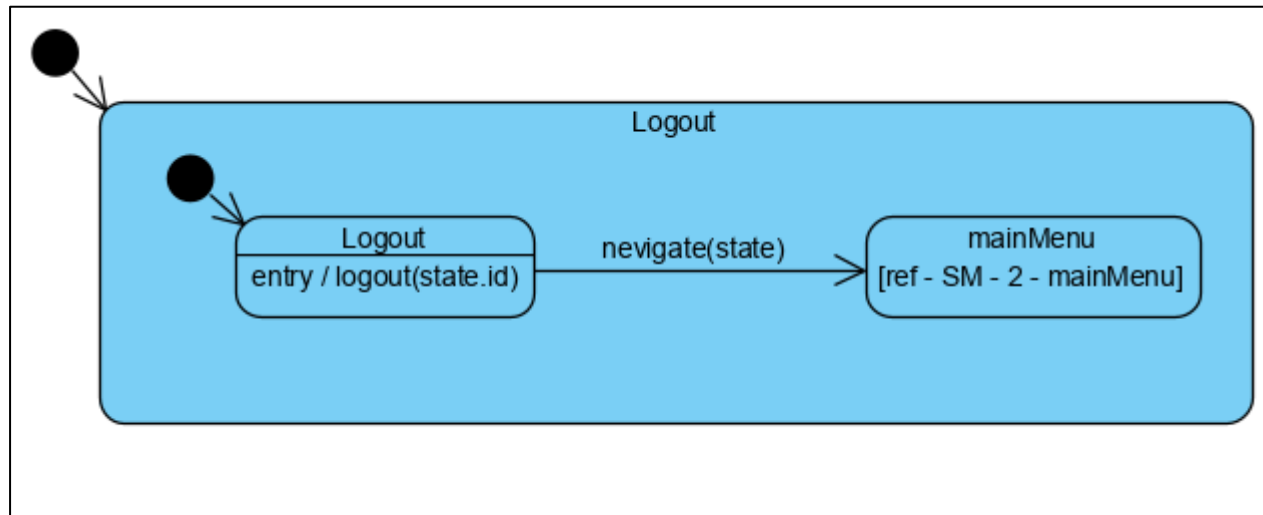 Logout
Logout
entry / logout(state.id)
nevigate(state)
mainMenu
[ref - SM - 2 - mainMenu]